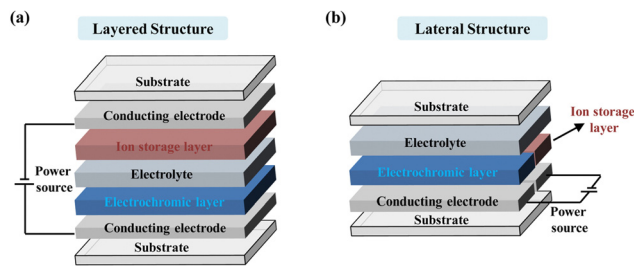 (a)
Layered Structure
Substrate
Conducting electrode
Ion storage layer
Electrolyte
Electrochromic layer
Conducting electrode
Substrate
Power
source
(b)
Lateral Structure
Substrate
Ion storage
layer
Electrolyte
Electrochromic layer
Conducting electrode
Substrate
Power
source